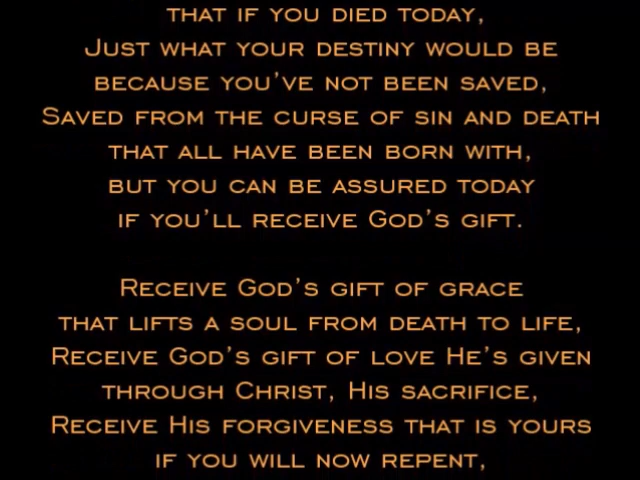 that if you died today,
Just what your destiny would be
because you've not been saved,
Saved from the curse of sin and death
that all have been born with,
but you can be assured today
if you'll receive God's gift.
Receive God's gift of grace
that lifts a soul from death to life,
Receive God's gift of love He's given
through Christ, His sacrifice,
Receive His forgiveness that is yours
if you will now repent,